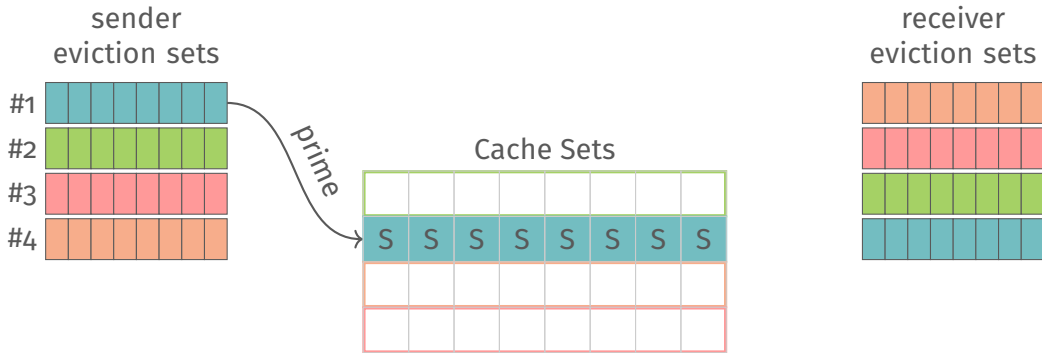 sender
eviction sets
receiver
eviction sets
#1
#2
#3
#4
prime
Cache Sets
S S S S S S S S